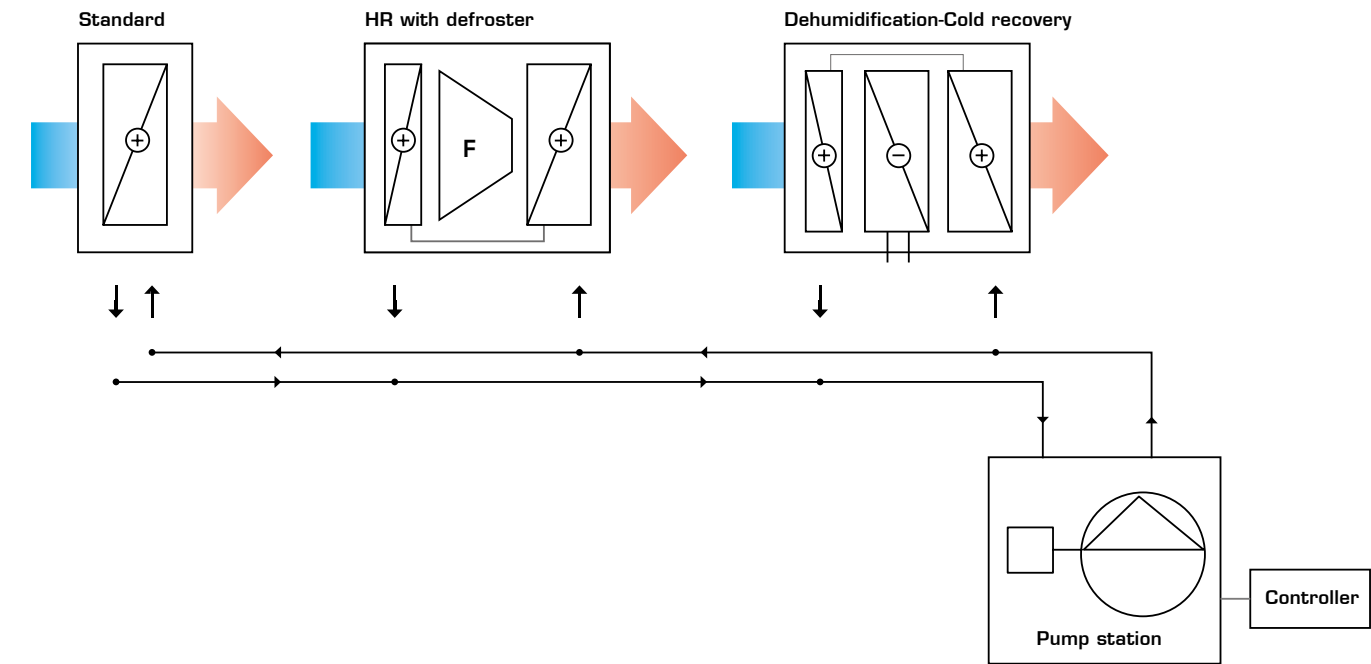 Standard
HR with defroster
Dehumidification-Cold recovery
+
+
F
+
+
−
+
Controller
Pump station